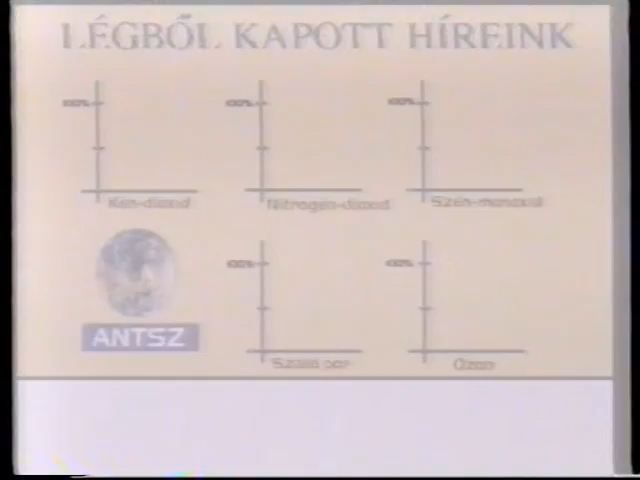 LÉGBŐL KAPOTT HÍREINK
100% 100% 100%
Kén-dioxid Nitrogén-dioxid Szén-monoxid
100% 100%
ANTSZ
Szálló por Ózon